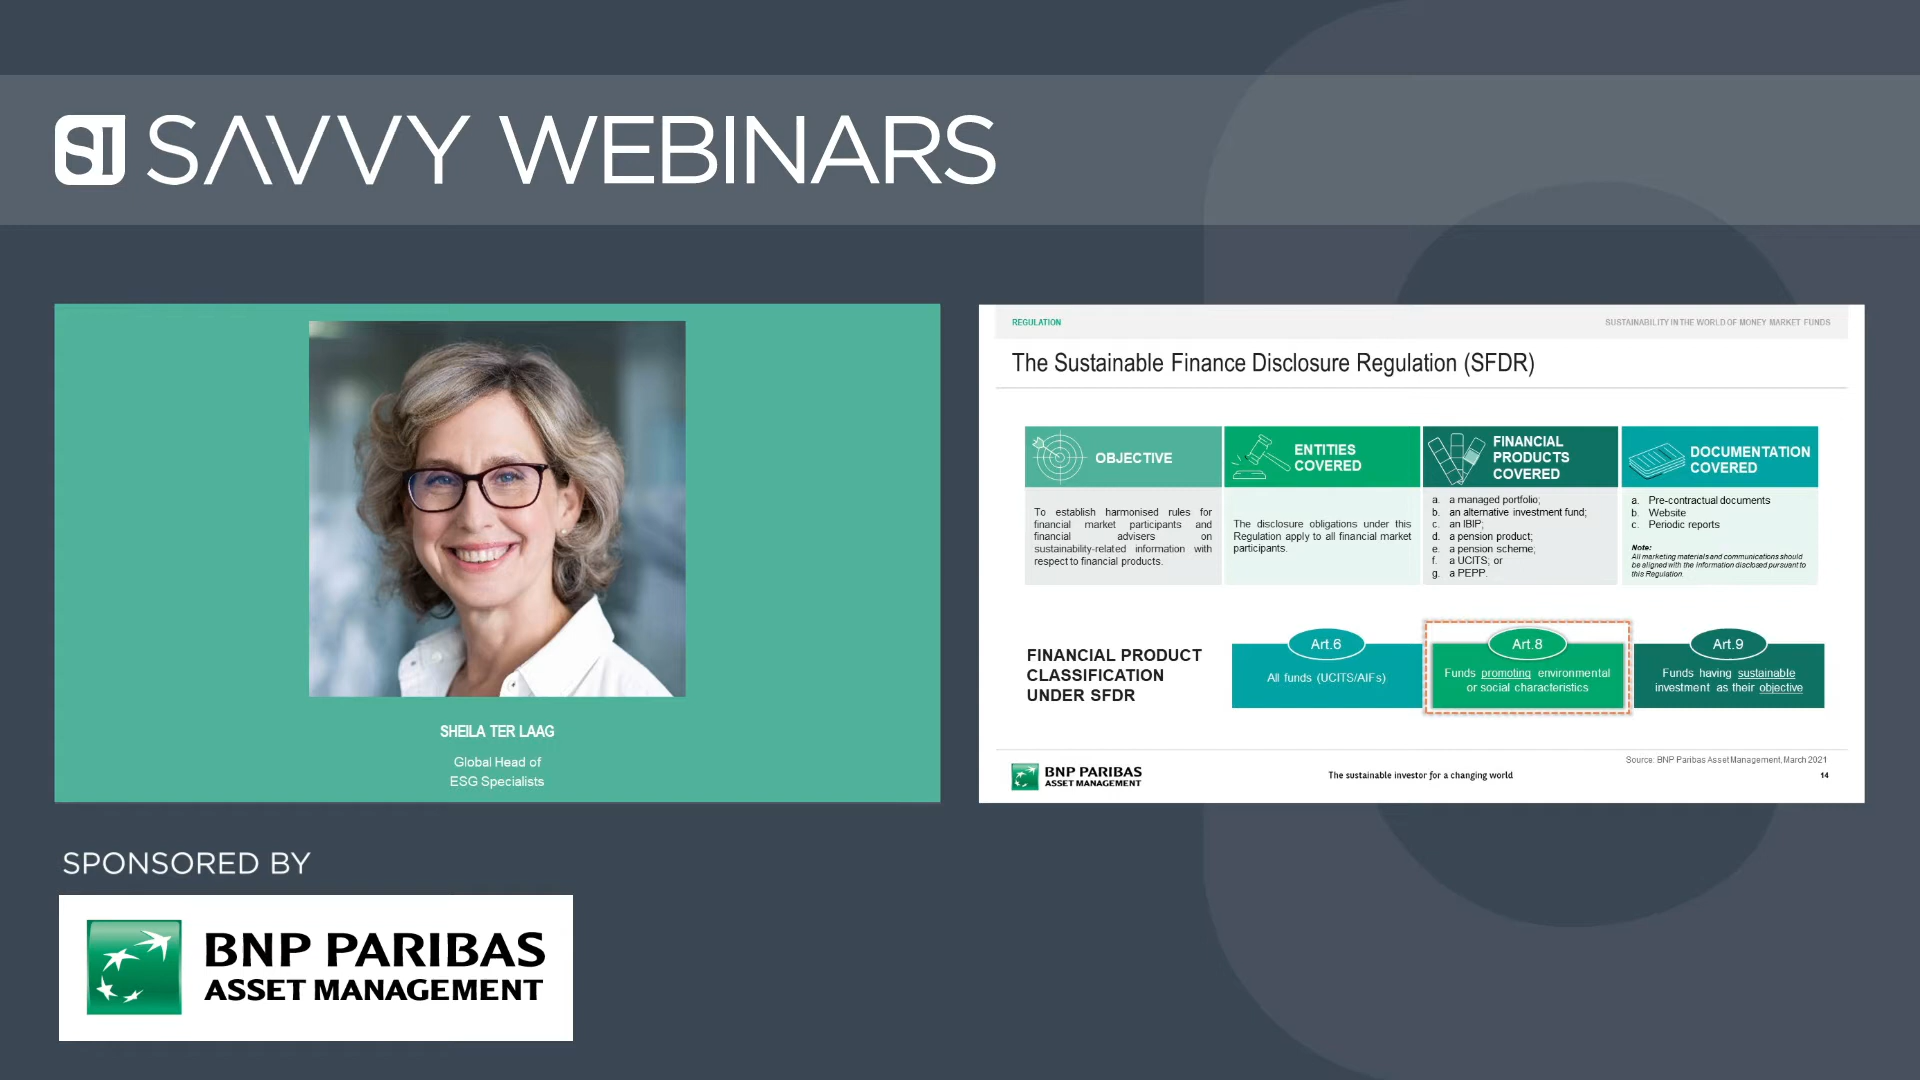 SI SAVVY WEBINARS
SHEILA TER LAAG
Global Head of
ESG Specialists
SPONSORED BY
BNP PARIBAS
ASSET MANAGEMENT
REGULATION
SUSTAINABILITY IN THE WORLD OF MONEY MARKET FUNDS
The Sustainable Finance Disclosure Regulation (SFDR)
OBJECTIVE
To establish harmonised rules for
financial market participants and
financial advisers on
sustainability-related information with
respect to financial products.
ENTITIES
COVERED
The disclosure obligations under this
Regulation apply to all financial market
participants.
FINANCIAL
PRODUCTS
COVERED
a. a managed portfolio;
b. an alternative investment fund;
c. an IBIP;
d. a pension product;
e. a pension scheme;
f. a UCITS; or
g. a PEPP.
DOCUMENTATION
COVERED
a. Pre-contractual documents
b. Website
c. Periodic reports
Note:
All marketing materials and communications should
be aligned with the information disclosed pursuant to
this Regulation.
FINANCIAL PRODUCT
CLASSIFICATION
UNDER SFDR
Art.6
All funds (UCITS/AIFs)
Art.8
Funds promoting environmental
or social characteristics
Art.9
Funds having sustainable
investment as their objective
BNP PARIBAS
ASSET MANAGEMENT
The sustainable investor for a changing world
Source: BNP Paribas Asset Management, March 2021
14